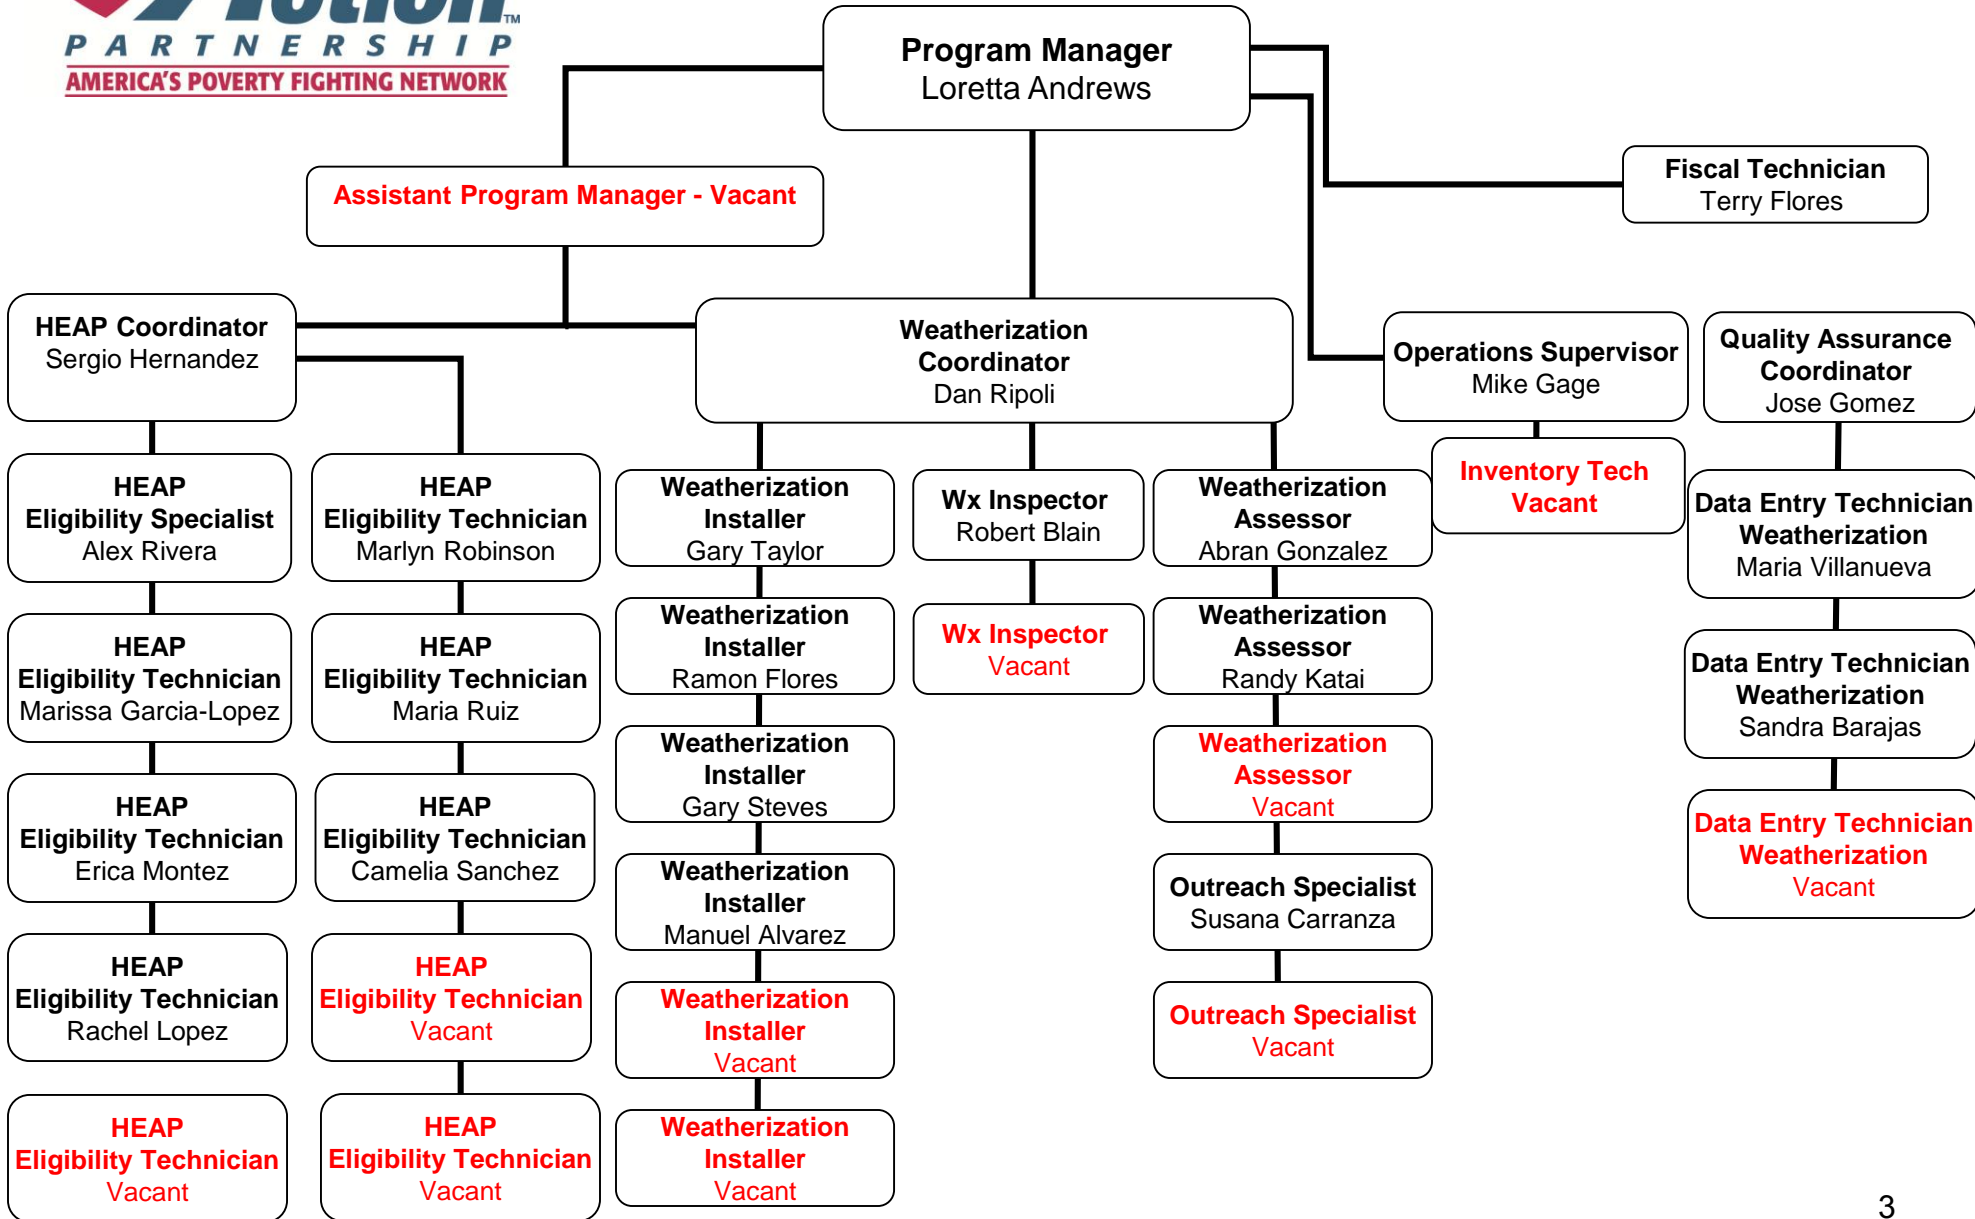 PARTNERSHIP
AMERICA'S POVERTY FIGHTING NETWORK
Program Manager
Loretta Andrews
Assistant Program Manager - Vacant
Fiscal Technician
Terry Flores
HEAP Coordinator
Sergio Hernandez
Weatherization
Coordinator
Dan Ripoli
Operations Supervisor
Mike Gage
Quality Assurance
Coordinator
Jose Gomez
HEAP
Eligibility Specialist
Alex Rivera
HEAP
Eligibility Technician
Marlyn Robinson
Weatherization
Installer
Gary Taylor
Wx Inspector
Robert Blain
Weatherization
Assessor
Abran Gonzalez
Inventory Tech
Vacant
Data Entry Technician
Weatherization
Maria Villanueva
HEAP
Eligibility Technician
Marissa Garcia-Lopez
HEAP
Eligibility Technician
Maria Ruiz
Weatherization
Installer
Ramon Flores
Wx Inspector
Vacant
Weatherization
Assessor
Randy Katai
Data Entry Technician
Weatherization
Sandra Barajas
HEAP
Eligibility Technician
Erica Montez
HEAP
Eligibility Technician
Camelia Sanchez
Weatherization
Installer
Gary Steves
Weatherization
Assessor
Vacant
Data Entry Technician
Weatherization
Vacant
HEAP
Eligibility Technician
Rachel Lopez
HEAP
Eligibility Technician
Vacant
Weatherization
Installer
Manuel Alvarez
Outreach Specialist
Susana Carranza
Weatherization
Installer
Vacant
Outreach Specialist
Vacant
HEAP
Eligibility Technician
Vacant
HEAP
Eligibility Technician
Vacant
Weatherization
Installer
Vacant
3